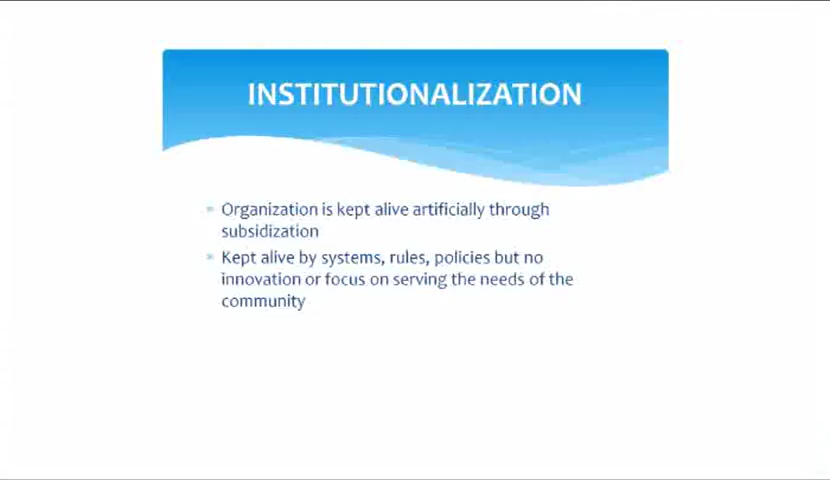 INSTITUTIONALIZATION
Organization is kept alive artificially through
subsidization
Kept alive by systems, rules, policies but no
innovation or focus on serving the needs of the
community